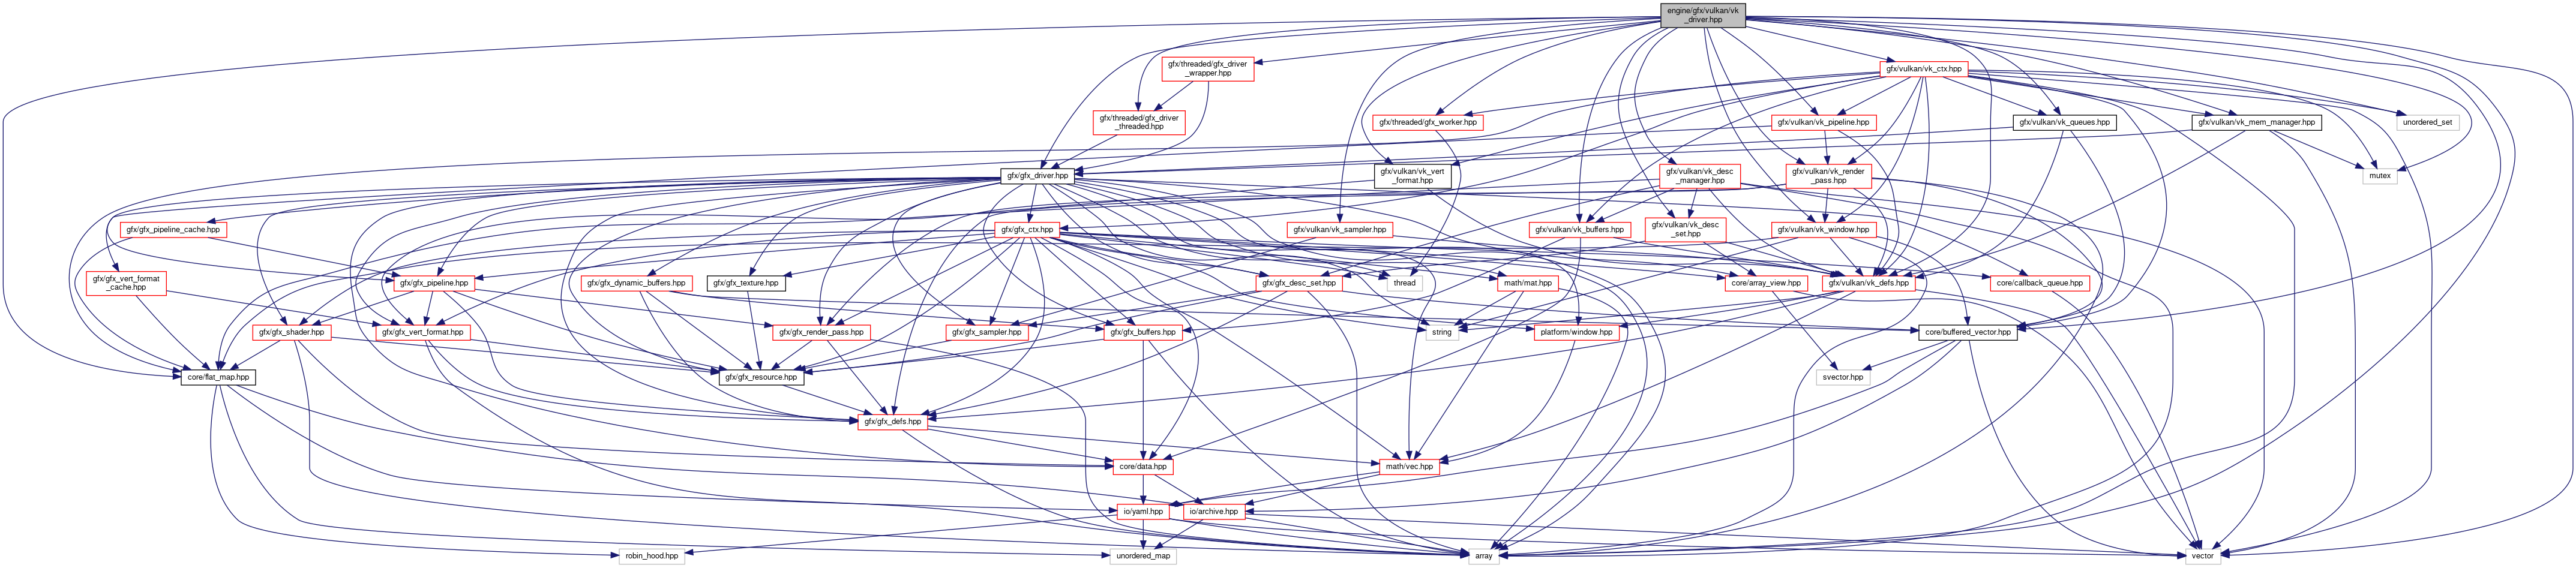 engine/gfx/vulkan/vk
_driver.hpp
gfx/threaded/gfx_driver
_wrapper.hpp
gfx/vulkan/vk_ctx.hpp
gfx/threaded/gfx_driver
_threaded.hpp
gfx/threaded/gfx_worker.hpp
gfx/vulkan/vk_pipeline.hpp
gfx/vulkan/vk_queues.hpp
gfx/vulkan/vk_mem_manager.hpp
unordered_set
gfx/gfx_driver.hpp
gfx/vulkan/vk_vert
_format.hpp
gfx/vulkan/vk_desc
_manager.hpp
gfx/vulkan/vk_render
_pass.hpp
mutex
gfx/gfx_pipeline_cache.hpp
gfx/gfx_ctx.hpp
gfx/vulkan/vk_sampler.hpp
gfx/vulkan/vk_buffers.hpp
gfx/vulkan/vk_desc
_set.hpp
gfx/vulkan/vk_window.hpp
gfx/gfx_vert_format
_cache.hpp
gfx/gfx_pipeline.hpp
gfx/gfx_dynamic_buffers.hpp
gfx/gfx_texture.hpp
gfx/gfx_desc_set.hpp
thread
math/mat.hpp
core/array_view.hpp
gfx/vulkan/vk_defs.hpp
core/callback_queue.hpp
gfx/gfx_shader.hpp
gfx/gfx_vert_format.hpp
gfx/gfx_render_pass.hpp
gfx/gfx_sampler.hpp
gfx/gfx_buffers.hpp
string
platform/window.hpp
core/buffered_vector.hpp
core/flat_map.hpp
gfx/gfx_resource.hpp
svector.hpp
gfx/gfx_defs.hpp
core/data.hpp
math/vec.hpp
io/yaml.hpp
io/archive.hpp
robin_hood.hpp
unordered_map
array
vector